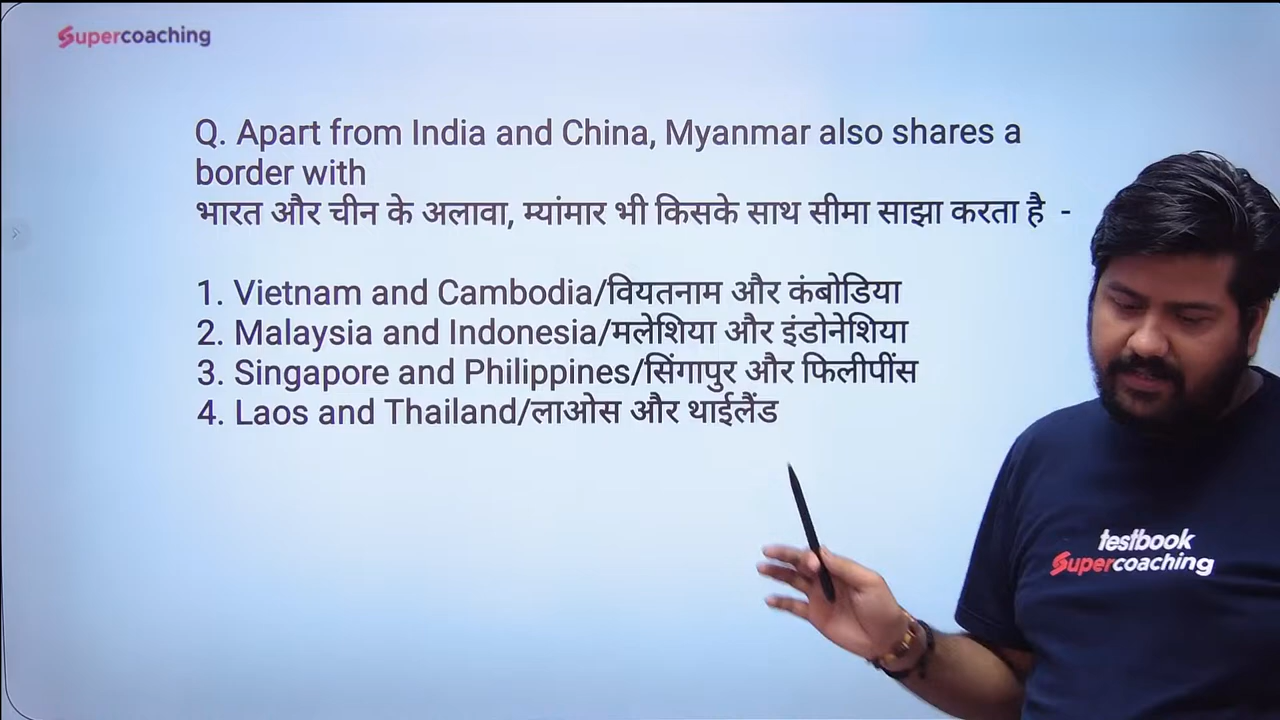 Supercoaching
Q. Apart from India and China, Myanmar also shares a
border with
भारत और चीन के अलावा, म्यांमार भी किसके साथ सीमा साझा करता है -
1. Vietnam and Cambodia/वियतनाम और कंबोडिया
2. Malaysia and Indonesia/मलेशिया और इंडोनेशिया
3. Singapore and Philippines/सिंगापुर और फिलीपींस
4. Laos and Thailand/लाओस और थाईलैंड
testbook
Supercoaching